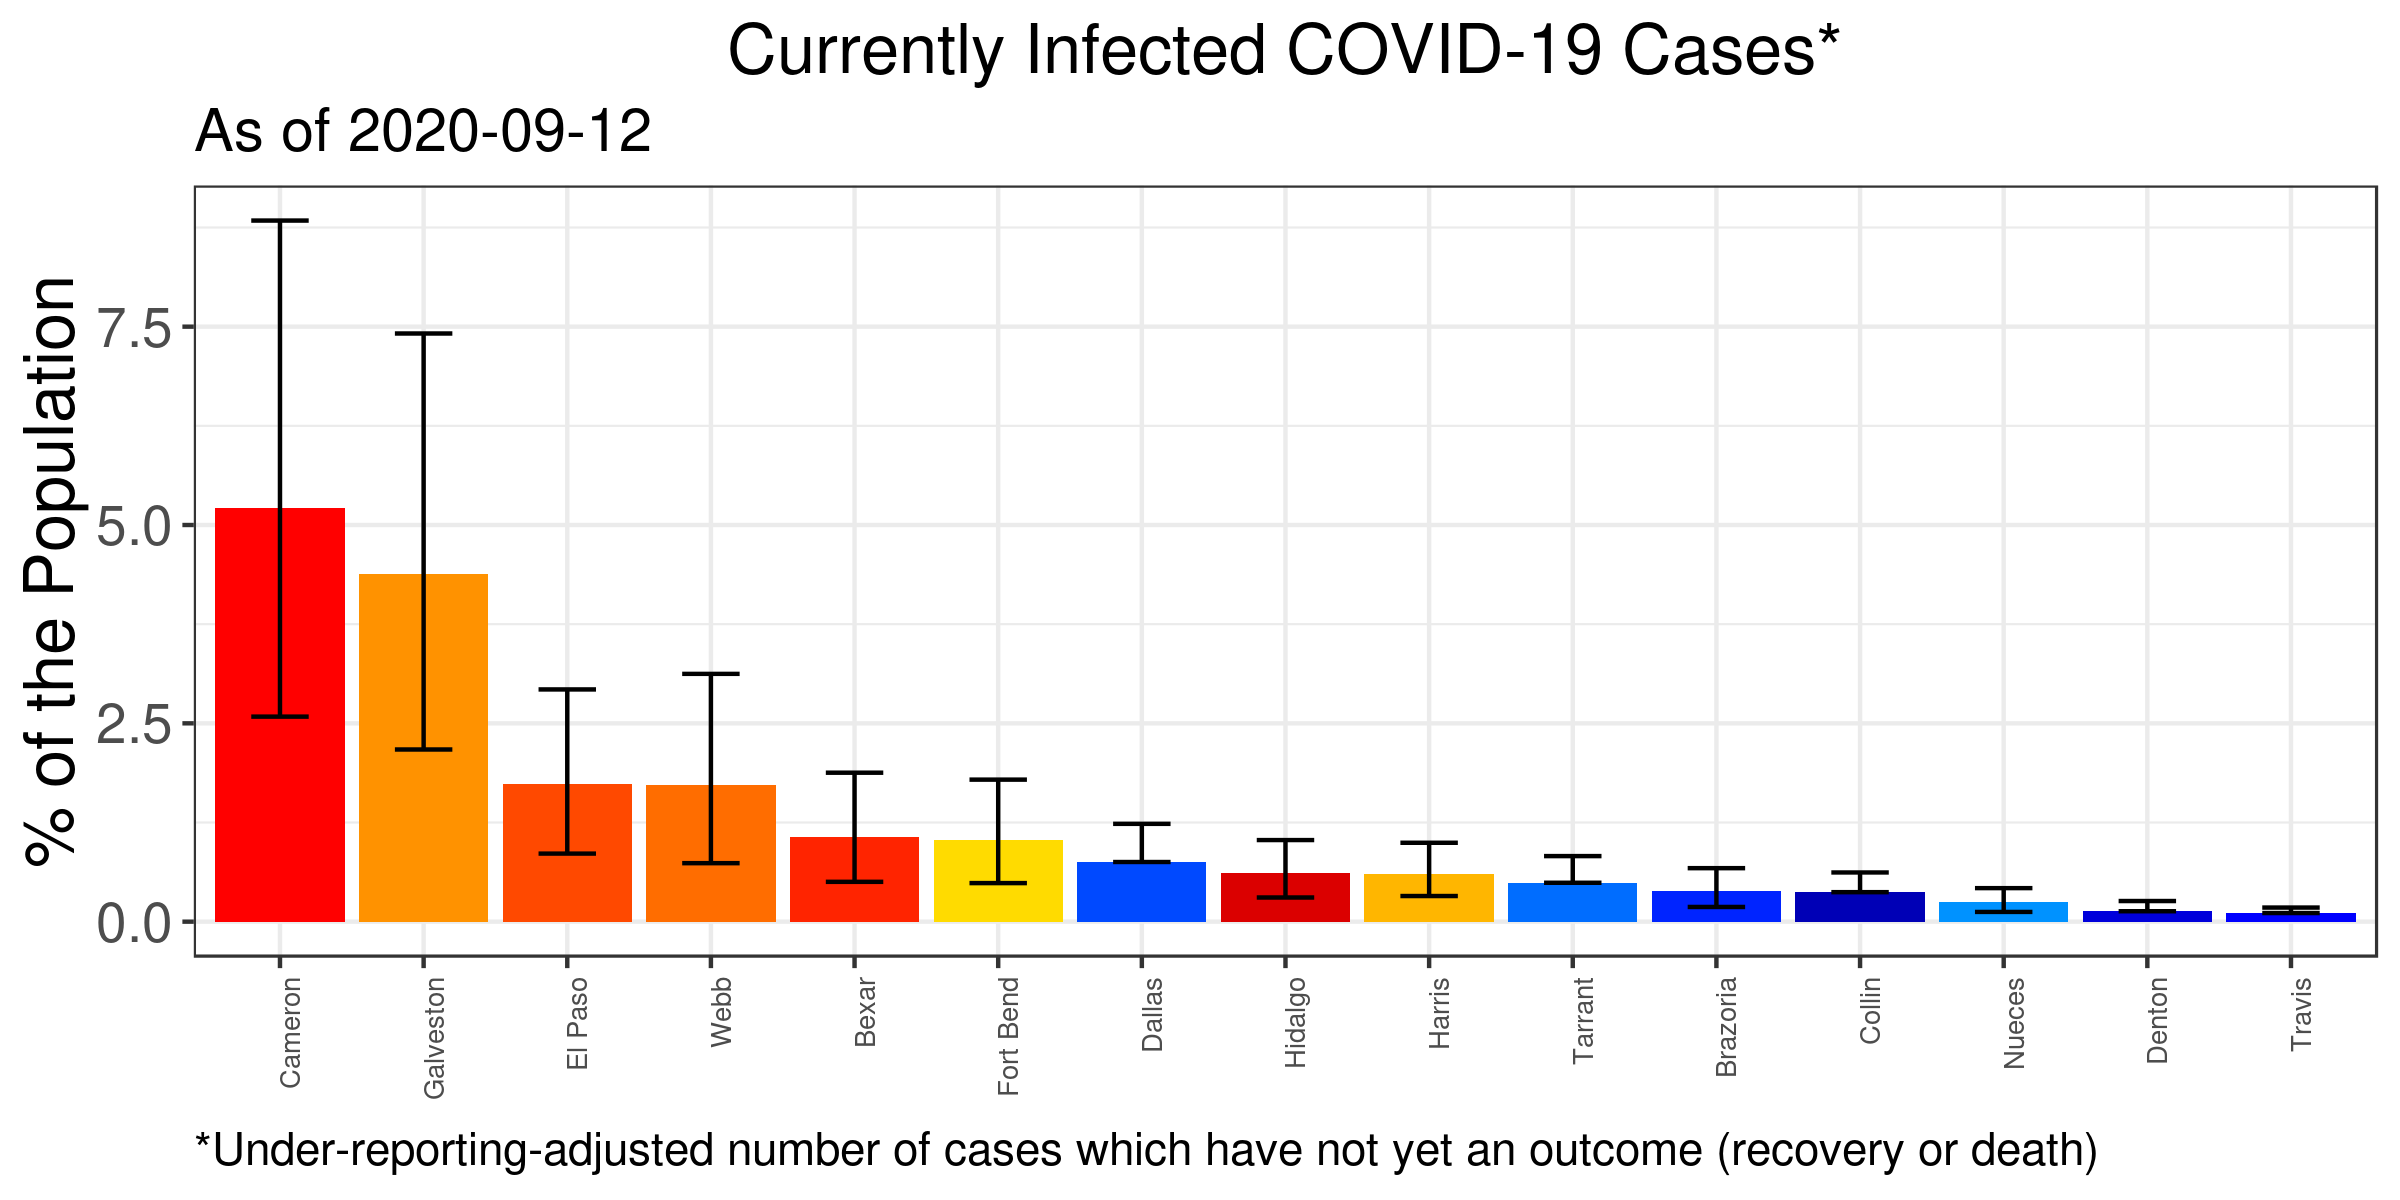 Currently Infected COVID-19 Cases*
As of 2020-09-12
% of the Population
7.5
5.0
2.5
0.0
Cameron
Galveston
El Paso
Webb
Bexar
Fort Bend
Dallas
Hidalgo
Harris
Tarrant
Brazoria
Collin
Nueces
Denton
Travis
*Under-reporting-adjusted number of cases which have not yet an outcome (recovery or death)